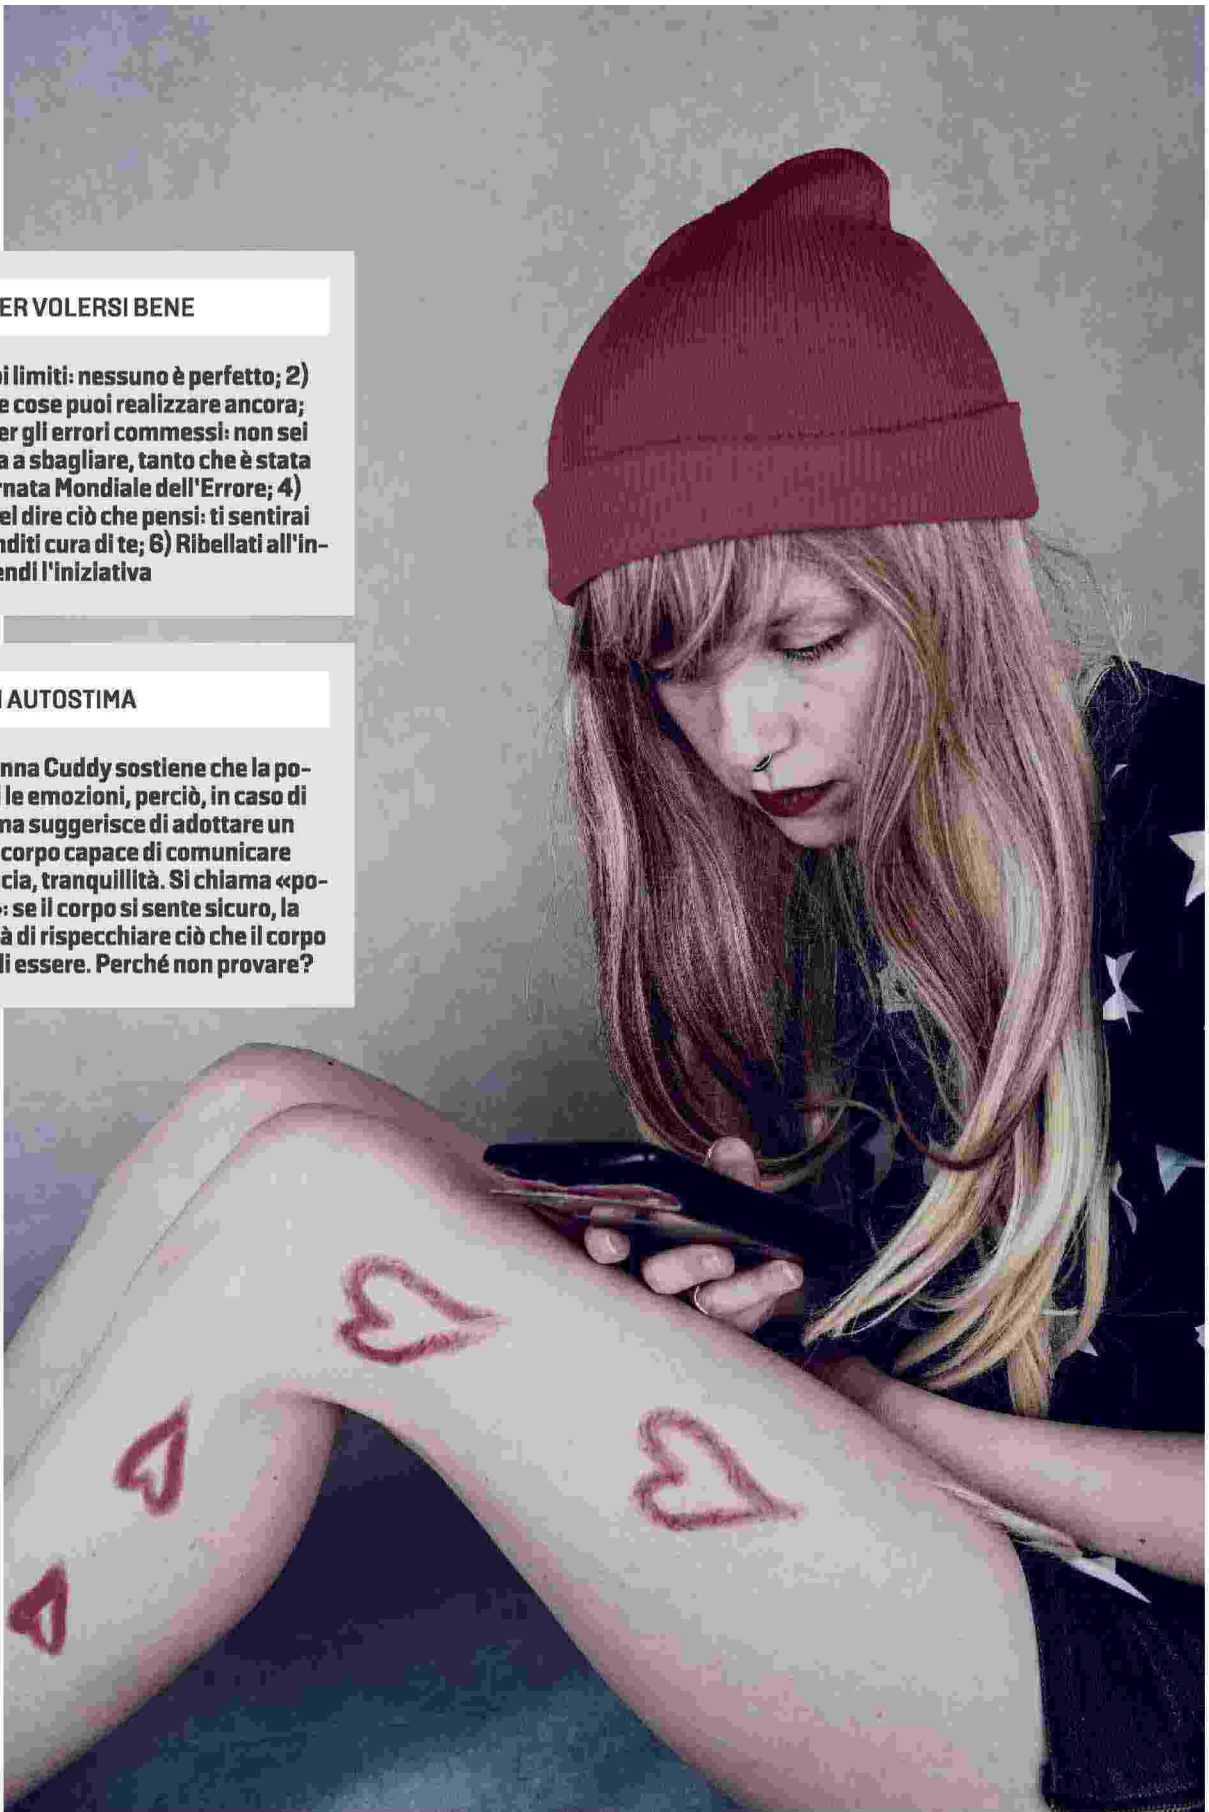 ER VOLERSI BENE
oi limiti: nessuno è perfetto; 2)
e cose puoi realizzare ancora;
er gli errori commessi: non sei
a a sbagliare, tanto che è stata
rnata Mondiale dell'Errore; 4)
el dire ciò che pensi: ti sentirai
nditi cura di te; 6) Ribellati all'in-
endi l'iniziativa
I AUTOSTIMA
nna Cuddy sostiene che la po-
i le emozioni, perciò, in caso di
ma suggerisce di adottare un
corpo capace di comunicare
cia, tranquillità. Si chiama «po-
»: se il corpo si sente sicuro, la
à di rispecchiare ciò che il corpo
di essere. Perché non provare?